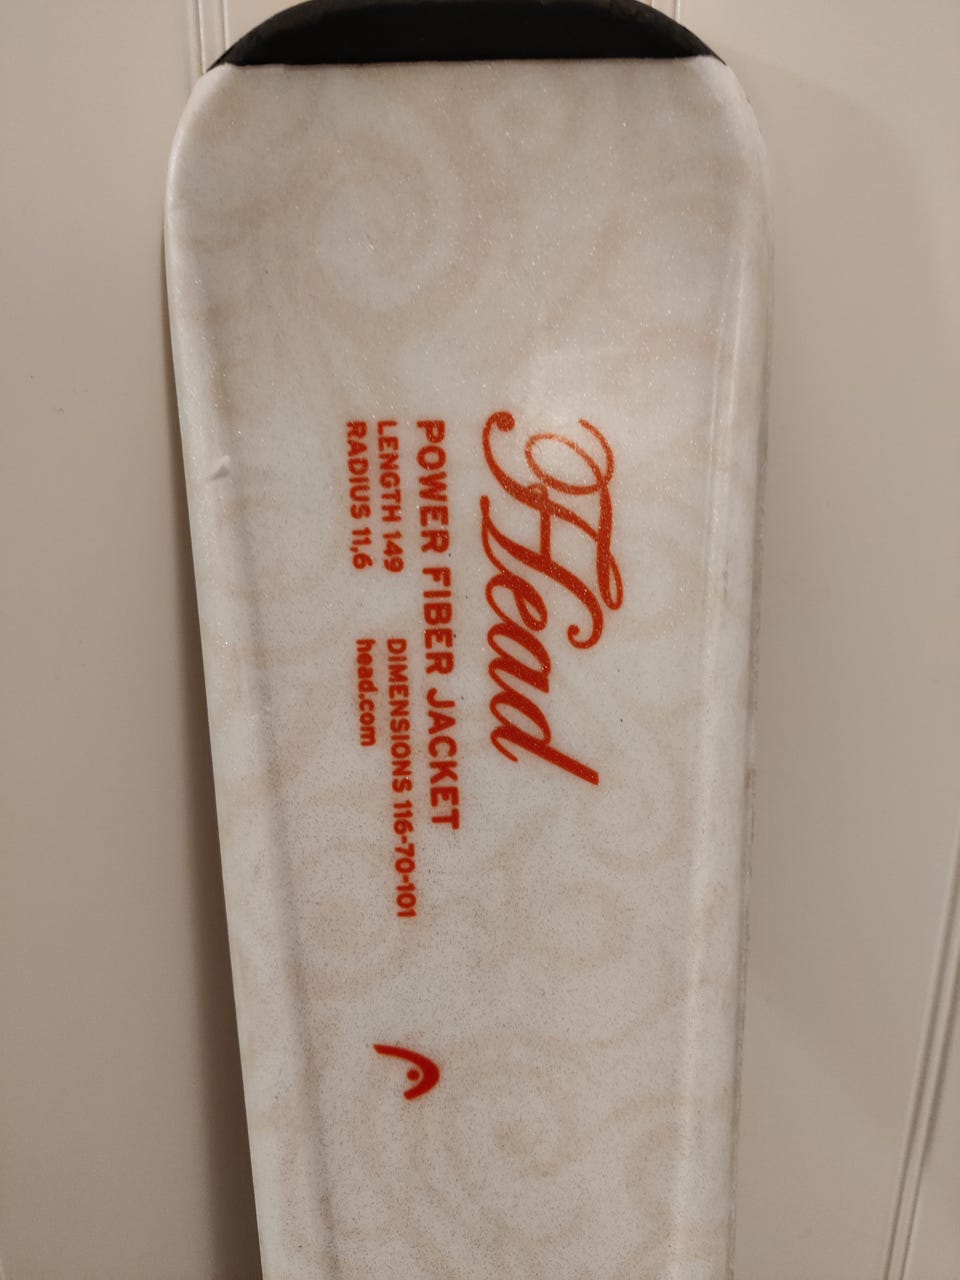 Head
POWER FIBER JACKET
LENGTH 149 DIMENSIONS 116-70-101
RADIUS 11,6 head.com